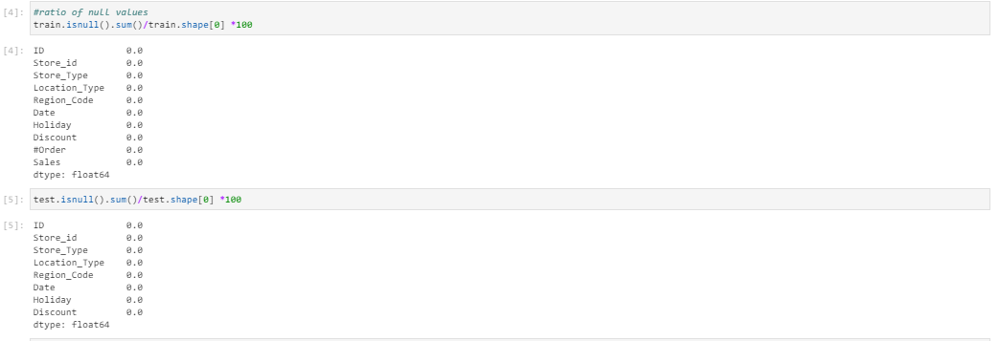 [4]: #ratio of null values
train.isnull().sum()/train.shape[0] *100
[4]: ID 0.0
Store_id 0.0
Store_Type 0.0
Location_Type 0.0
Region_Code 0.0
Date 0.0
Holiday 0.0
Discount 0.0
#Order 0.0
Sales 0.0
dtype: float64
[5]: test.isnull().sum()/test.shape[0] *100
[5]: ID 0.0
Store_id 0.0
Store_Type 0.0
Location_Type 0.0
Region_Code 0.0
Date 0.0
Holiday 0.0
Discount 0.0
dtype: float64